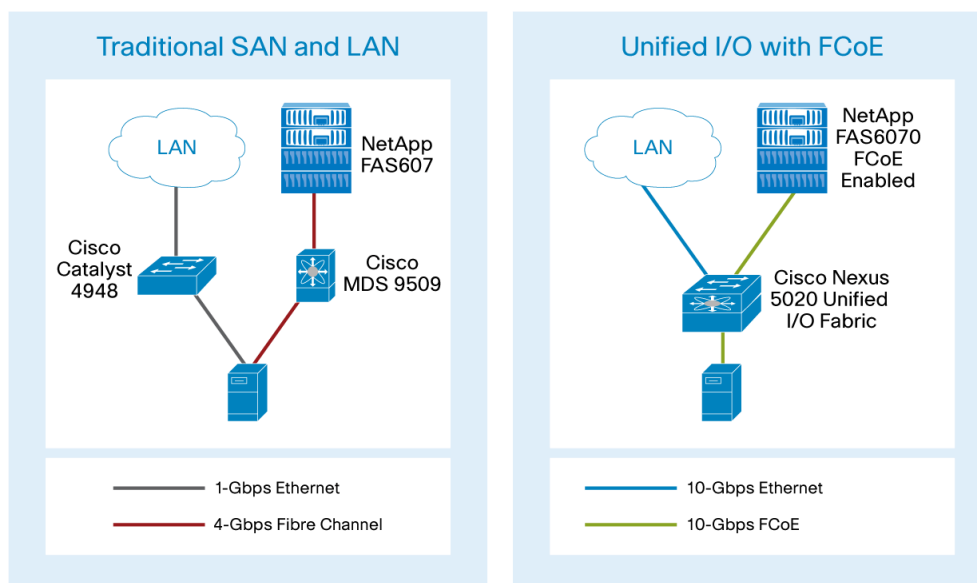 Traditional SAN and LAN
LAN
NetApp
FAS607
Cisco
Catalyst
4948
Cisco
MDS 9509
1-Gbps Ethernet
4-Gbps Fibre Channel
Unified I/O with FCoE
LAN
NetApp
FAS6070
FCoE
Enabled
Cisco Nexus
5020 Unified
I/O Fabric
10-Gbps Ethernet
10-Gbps FCoE